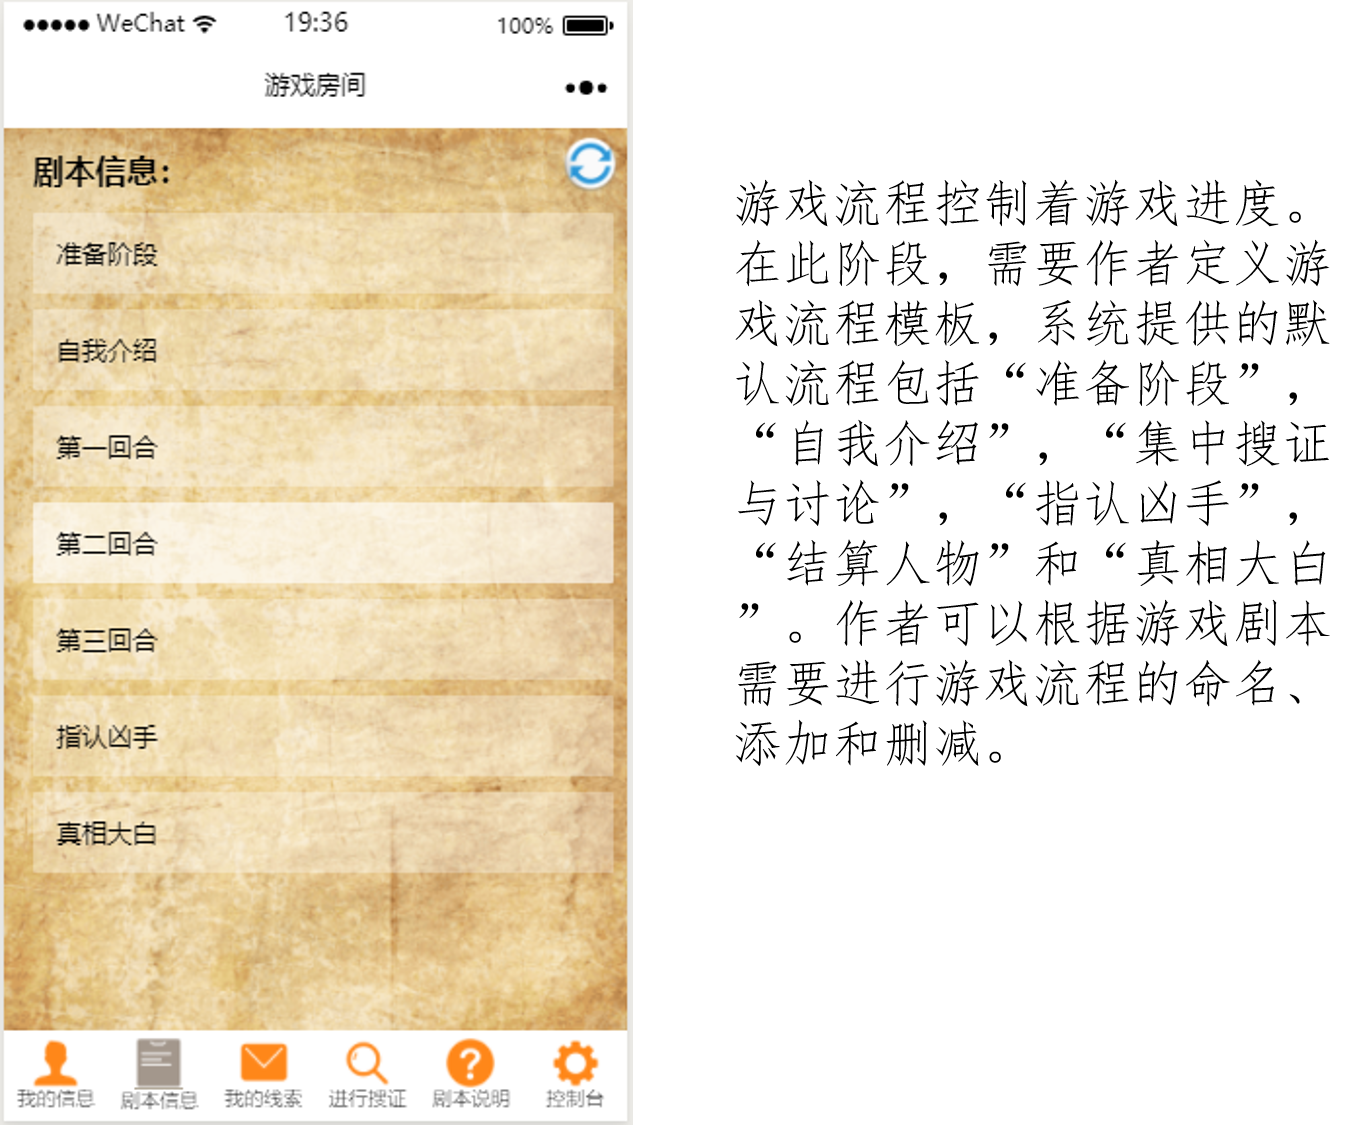 ●●●●● WeChat 19:36 100%
游戏房间
剧本信息：
准备阶段
自我介绍
第一回合
第二回合
第三回合
指认凶手
真相大白
我的信息 剧本信息 我的线索 进行搜证 剧本说明 控制台
游戏流程控制着游戏进度。
在此阶段，需要作者定义游
戏流程模板，系统提供的默
认流程包括“准备阶段”，
“自我介绍”，“集中搜证
与讨论”，“指认凶手”，
“结算人物”和“真相大白
”。作者可以根据游戏剧本
需要进行游戏流程的命名、
添加和删减。